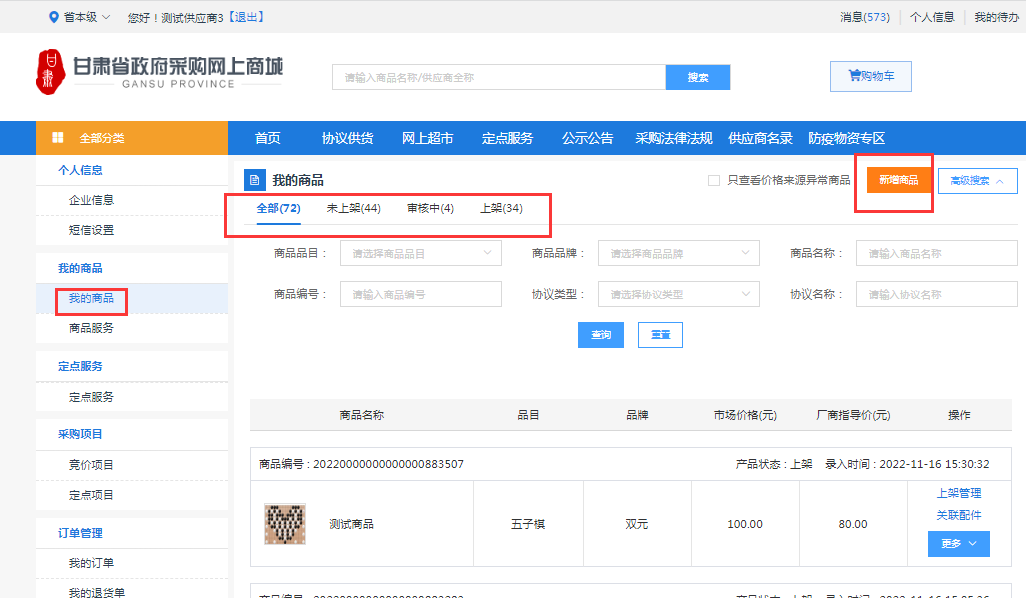 省本级 您好！测试供应商3【退出】 消息(573) 个人信息 我的待办
甘肃省政府采购网上商城
GANSU PROVINCE
请输入商品名称/供应商全称 搜索 购物车
全部分类 首页 协议供货 网上超市 定点服务 公示公告 采购法律法规 供应商名录 防疫物资专区
个人信息
企业信息
短信设置
我的商品
我的商品
商品服务
定点服务
定点服务
采购项目
竞价项目
定点项目
订单管理
我的订单
我的退货单
我的商品 只查看价格来源异常商品 新增商品 高级搜索
全部(72) 未上架(44) 审核中(4) 上架(34)
商品品目： 请选择商品品目 商品品牌： 请选择商品品牌 商品名称： 请输入商品名称
商品编号： 请输入商品编号 协议类型： 请选择协议类型 协议名称： 请输入协议名称
查询 重置
商品名称 品目 品牌 市场价格(元) 厂商指导价(元) 操作
商品编号 : 2022000000000000883507 产品状态 : 上架 录入时间 : 2022-11-16 15:30:32
测试商品 五子棋 双元 100.00 80.00
上架管理
关联配件
更多